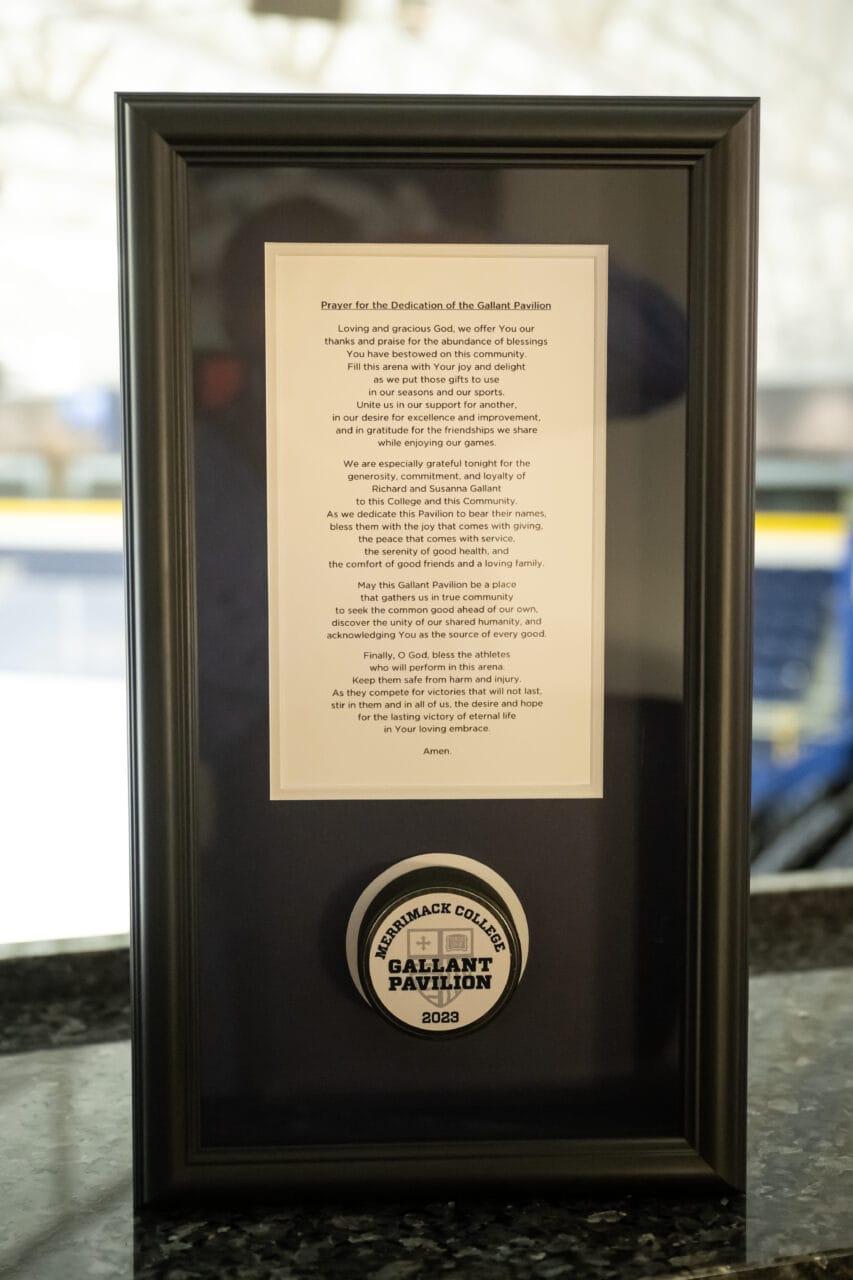 Prayer for the Dedication of the Gallant Pavilion
Loving and gracious God, we offer You our
thanks and praise for the abundance of blessings
You have bestowed on this community.
Fill this arena with Your joy and delight
as we put those gifts to use
in our seasons and our sports.
Unite us in our support for another,
in our desire for excellence and improvement,
and in gratitude for the friendships we share
while enjoying our games.
We are especially grateful tonight for the
generosity, commitment, and loyalty of
Richard and Susanna Gallant
to this College and this Community.
As we dedicate this Pavilion to bear their names,
bless them with the joy that comes with giving,
the peace that comes with service,
the serenity of good health, and
the comfort of good friends and a loving family.
May this Gallant Pavilion be a place
that gathers us in true community
to seek the common good ahead of our own,
discover the unity of our shared humanity, and
acknowledging You as the source of every good.
Finally, O God, bless the athletes
who will perform in this arena.
Keep them safe from harm and injury.
As they compete for victories that will not last,
stir in them and in all of us, the desire and hope
for the lasting victory of eternal life
in Your loving embrace.
Amen.
MERRIMACK COLLEGE
GALLANT
PAVILION
2023